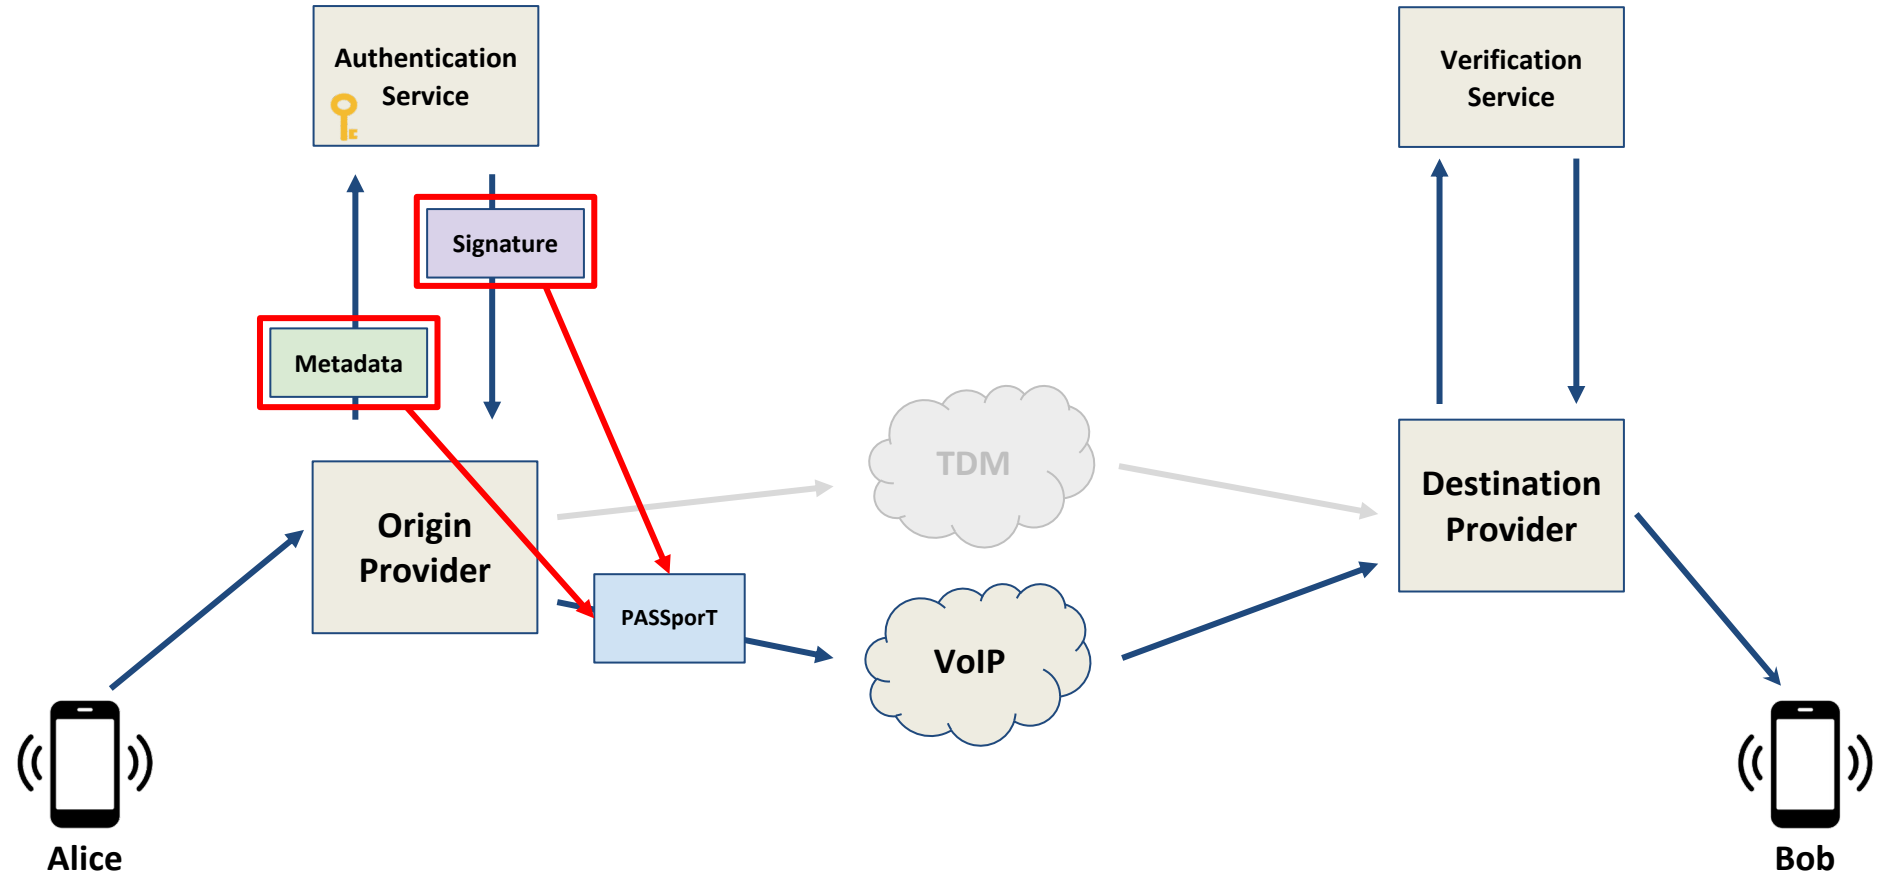 Authentication
Service
Verification
Service
Signature
Metadata
TDM
Origin
Provider
Destination
Provider
PASSporT
VoIP
Alice
Bob